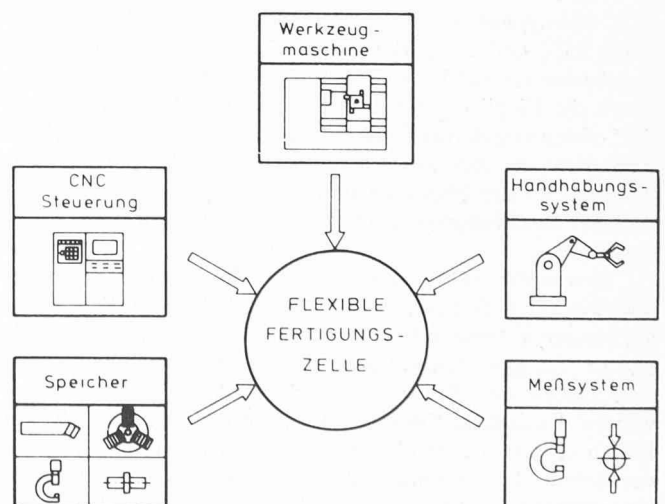 Werkzeug-
maschine
CNC
Steuerung
Handhabungs-
system
FLEXIBLE
FERTIGUNGS-
ZELLE
Speicher
Meßsystem